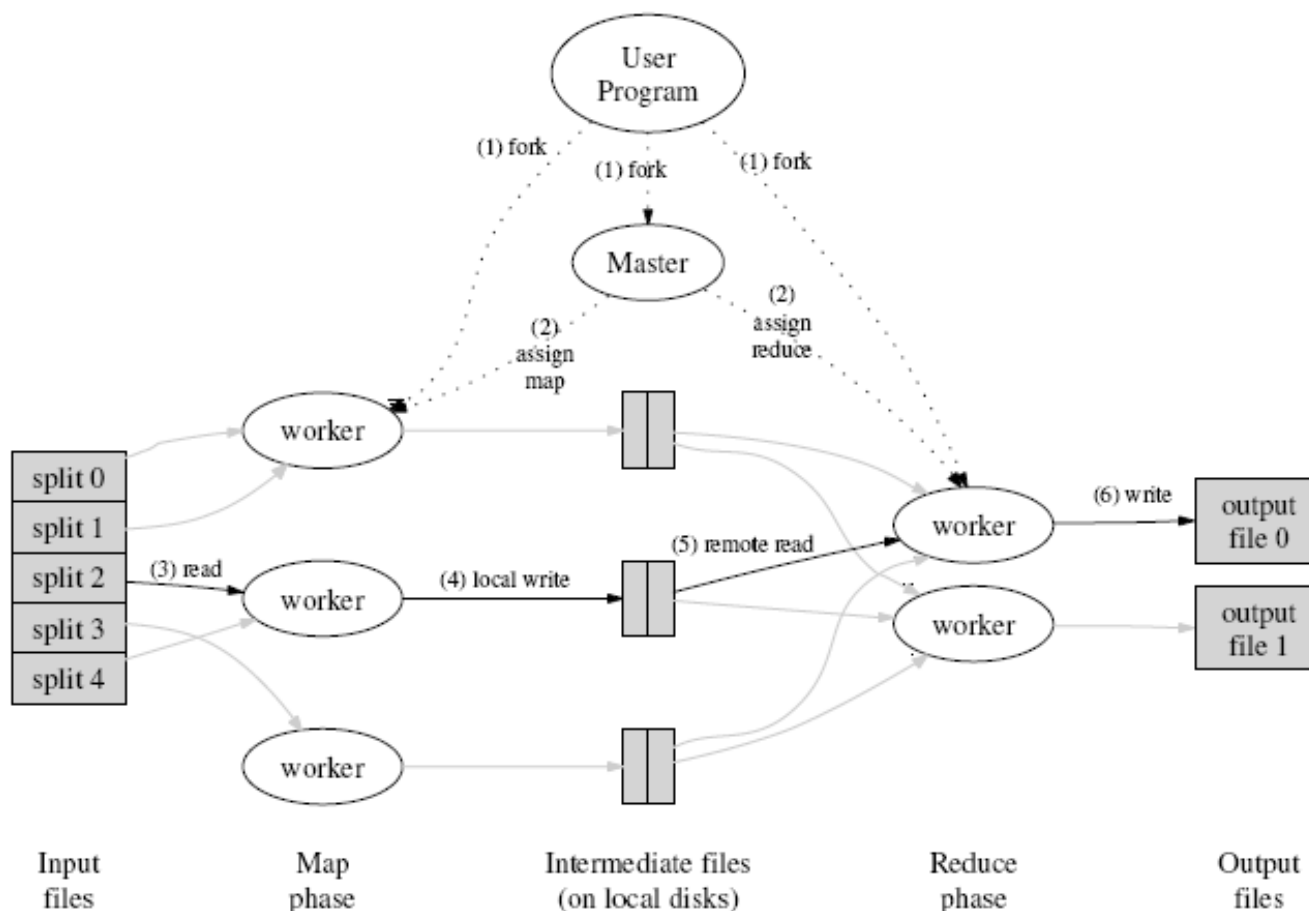 User
Program
(1) fork
(1) fork
(1) fork
Master
(2)
assign
map
(2)
assign
reduce
worker
split 0
split 1
split 2
split 3
split 4
(3) read
worker
(4) local write
(5) remote read
worker
(6) write
output
file 0
worker
output
file 1
worker
Input
files
Map
phase
Intermediate files
(on local disks)
Reduce
phase
Output
files